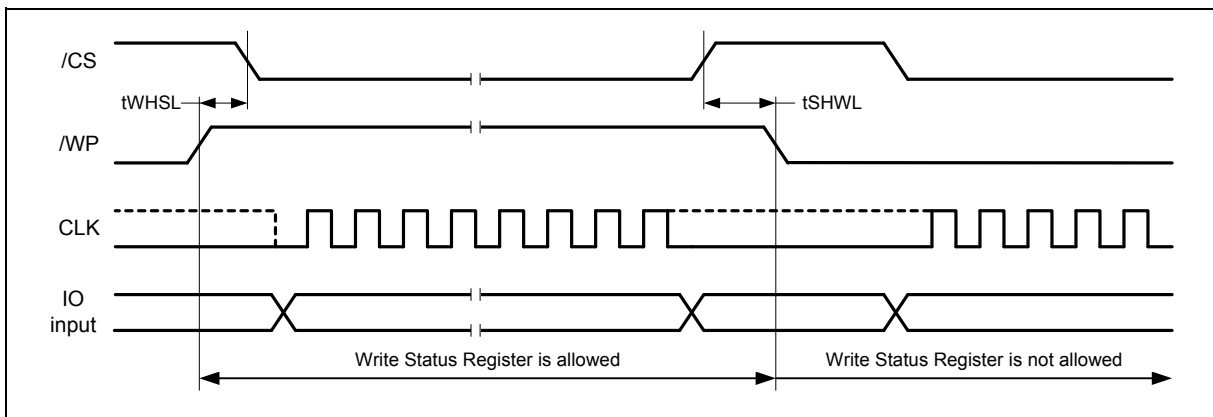 /CS
tWHSL
tSHWL
/WP
CLK
IO
input
Write Status Register is allowed
Write Status Register is not allowed